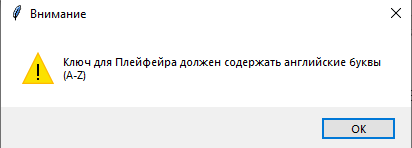 Внимание
Ключ для Плейфейра должен содержать английские буквы
(A-Z)
OK